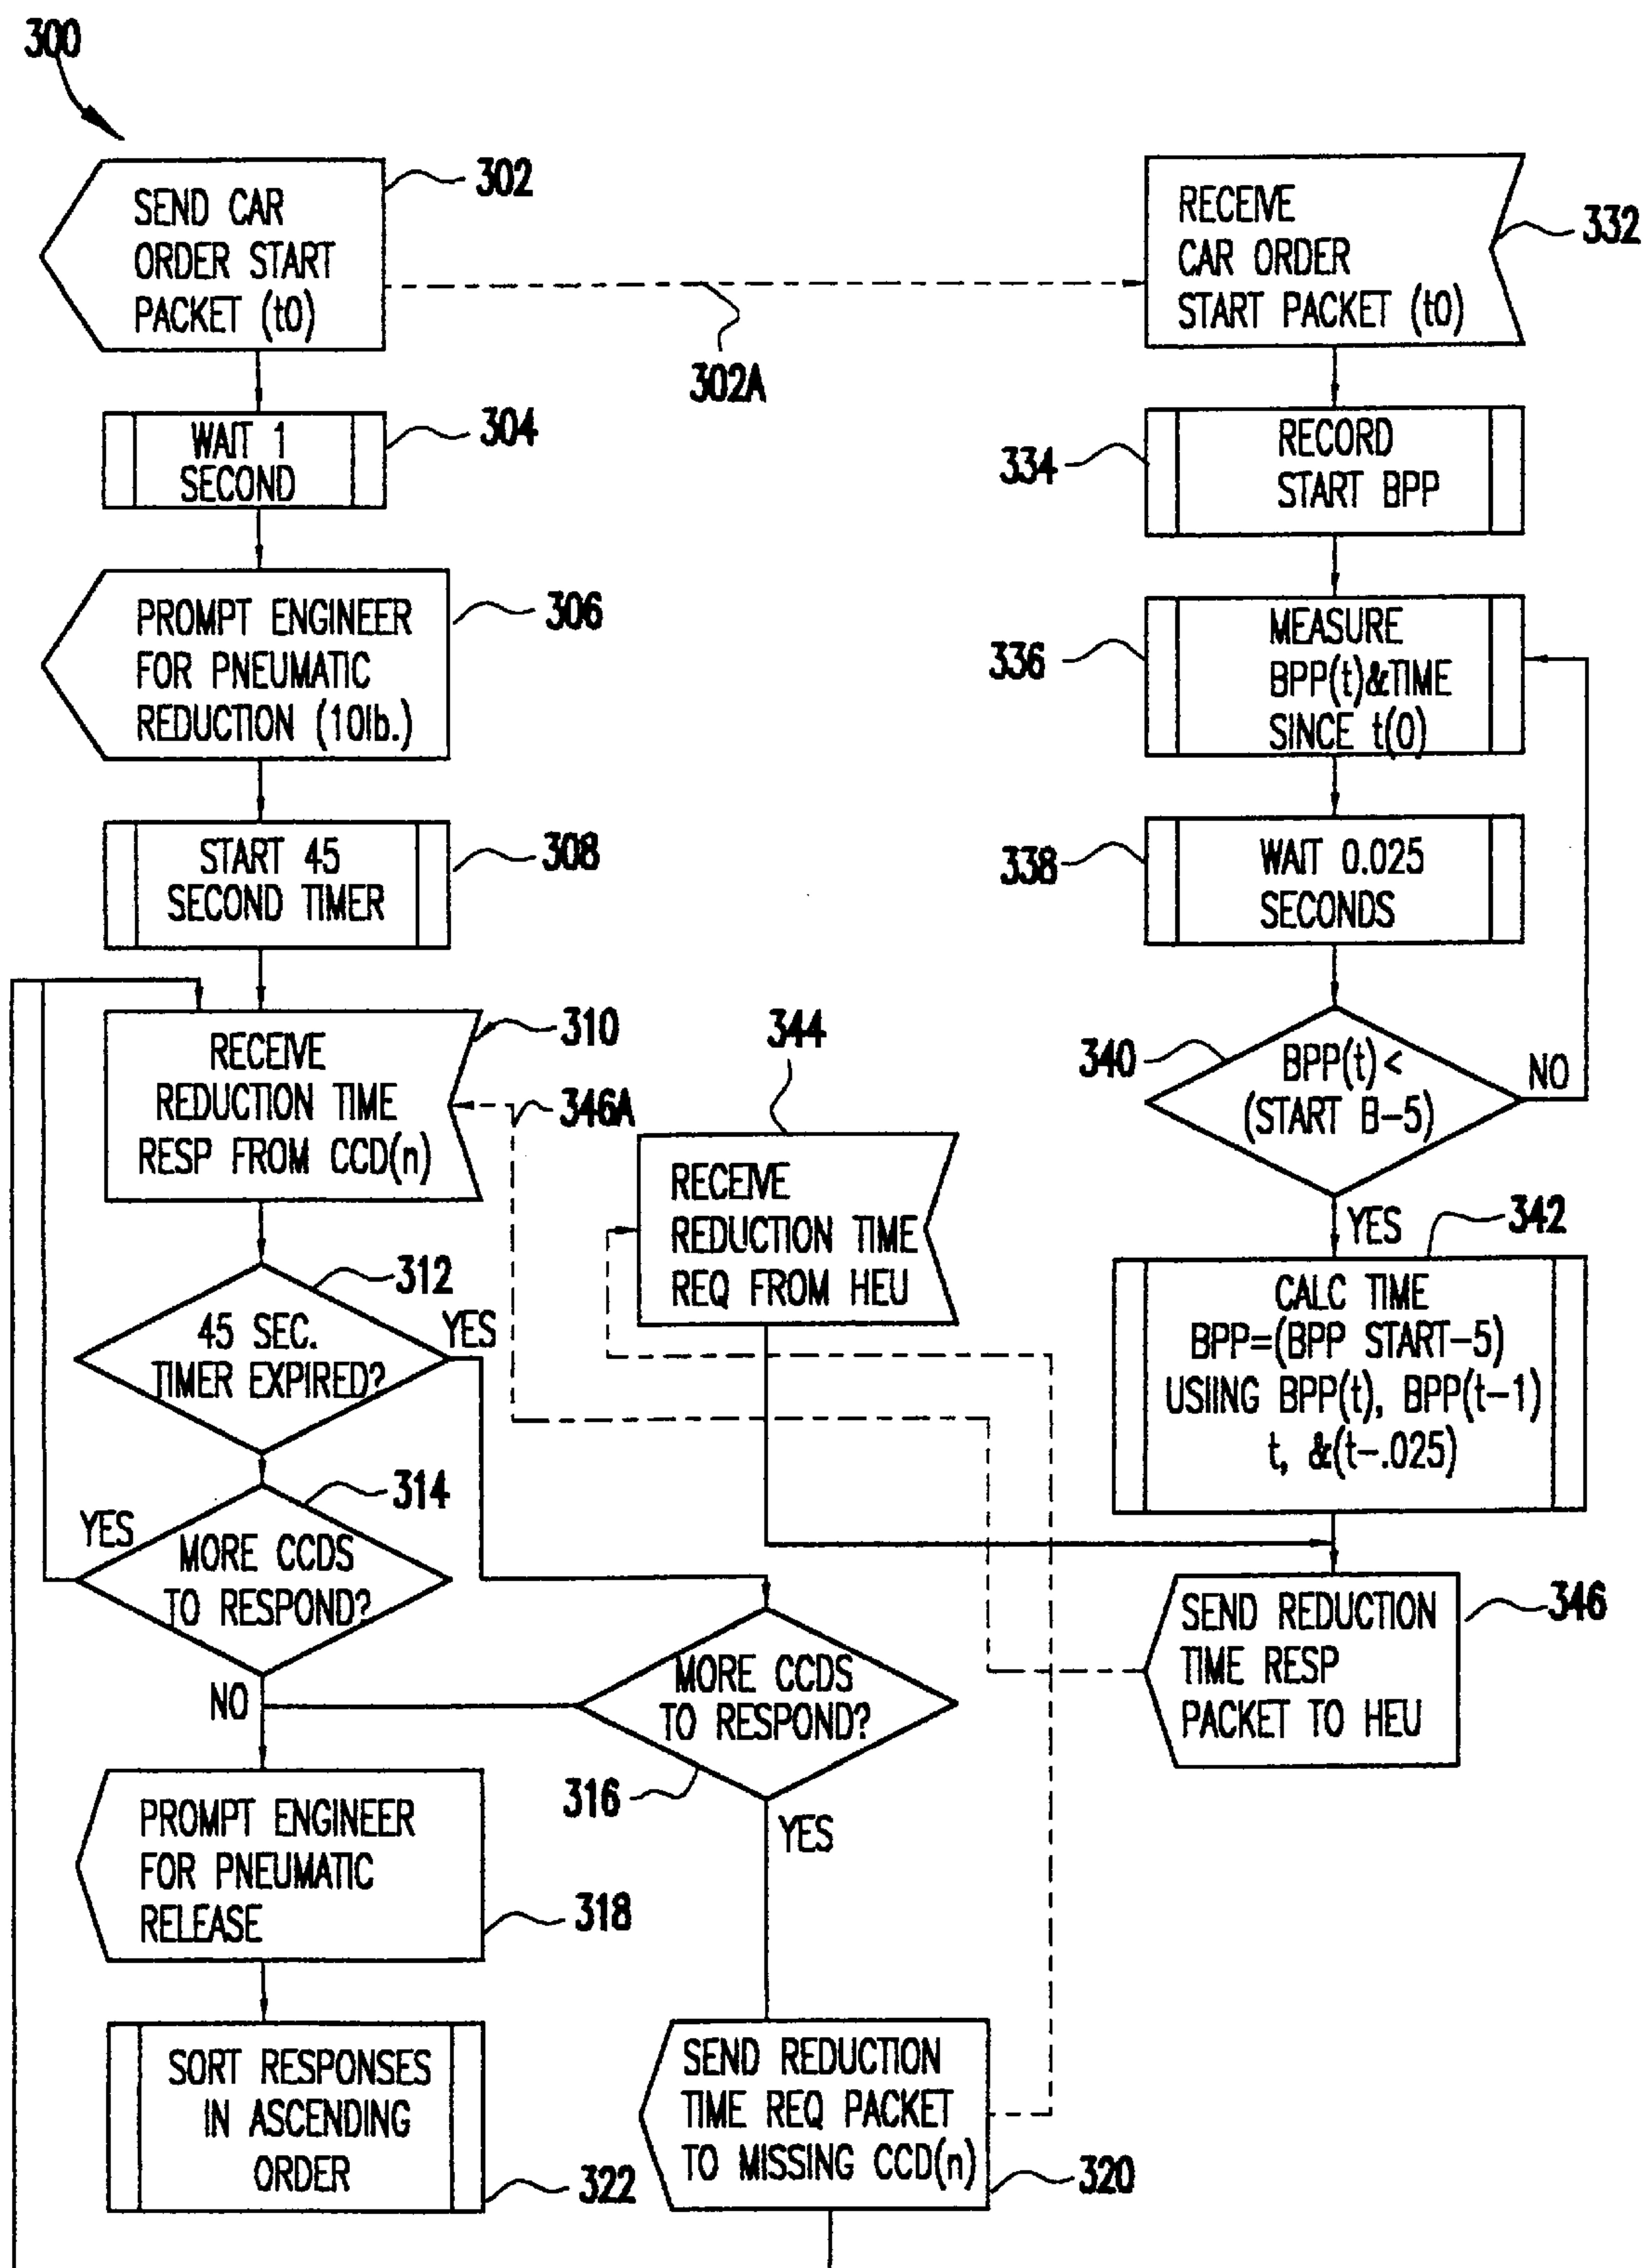 300
SEND CAR
ORDER START
PACKET (t0)
302
302A
RECEIVE
CAR ORDER
START PACKET (t0)
332
WAIT 1
SECOND
304
RECORD
START BPP
334
PROMPT ENGINEER
FOR PNEUMATIC
REDUCTION (10lb.)
306
MEASURE
BPP(t)&TIME
SINCE t(0)
336
START 45
SECOND TIMER
308
WAIT 0.025
SECONDS
338
RECEIVE
REDUCTION TIME
RESP FROM CCD(n)
310
346A
344
RECEIVE
REDUCTION TIME
REQ FROM HEU
340
BPP(t) <
(START B-5)
NO
YES
342
312
45 SEC.
TIMER EXPIRED?
YES
CALC TIME
BPP=(BPP START-5)
USIING BPP(t), BPP(t-1)
t, &(t-.025)
314
YES
MORE CCDS
TO RESPOND?
NO
MORE CCDS
TO RESPOND?
316
YES
SEND REDUCTION
TIME RESP
PACKET TO HEU
346
PROMPT ENGINEER
FOR PNEUMATIC
RELEASE
318
SORT RESPONSES
IN ASCENDING
ORDER
322
SEND REDUCTION
TIME REQ PACKET
TO MISSING CCD(n)
320